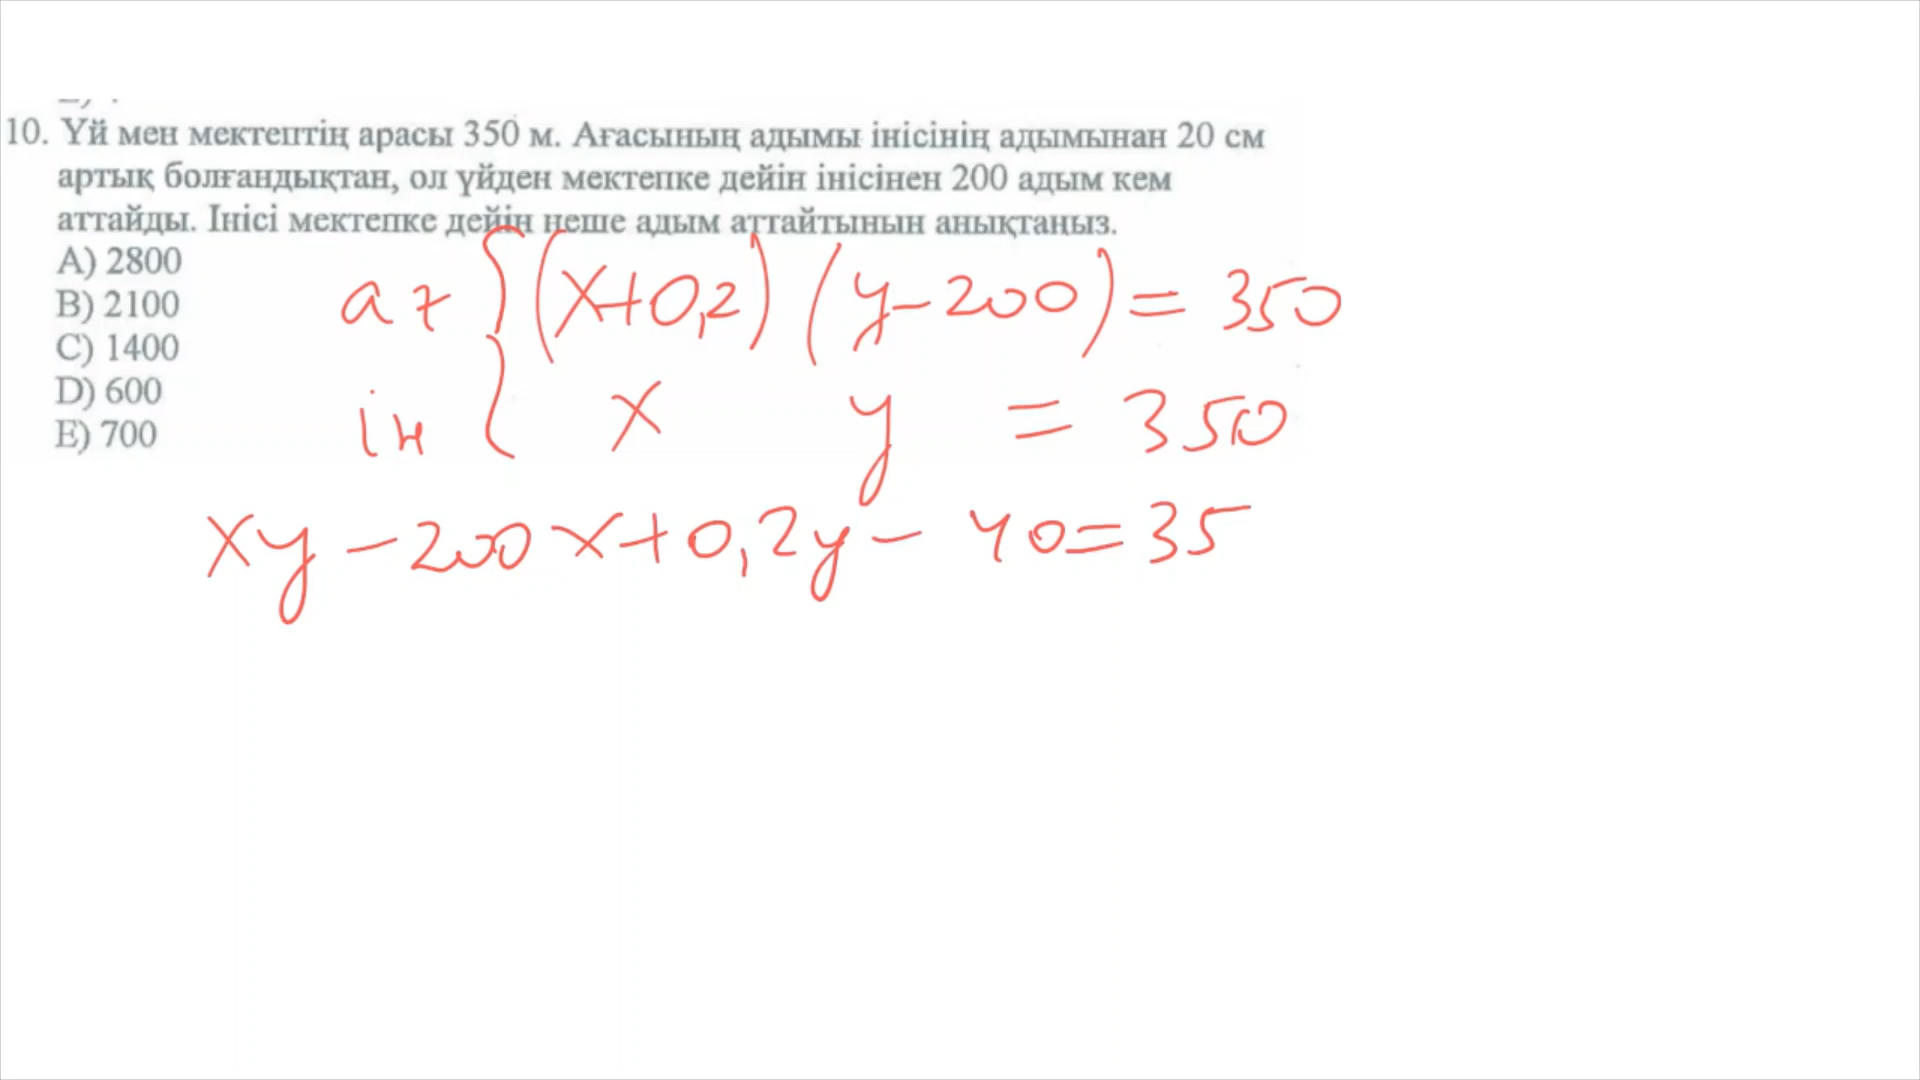 10. Үй мен мектептің арасы 350 м. Ағасының адымы інісінің адымынан 20 см
артық болғандықтан, ол үйден мектепке дейін інісінен 200 адым кем
аттайды. Інісі мектепке дейін неше адым аттайтынын анықтаңыз.
A) 2800
B) 2100
C) 1400
D) 600
E) 700
ағ { (x+0,2) (y-200) = 350
ін x y = 350
xy - 200x + 0,2y - 40 = 35